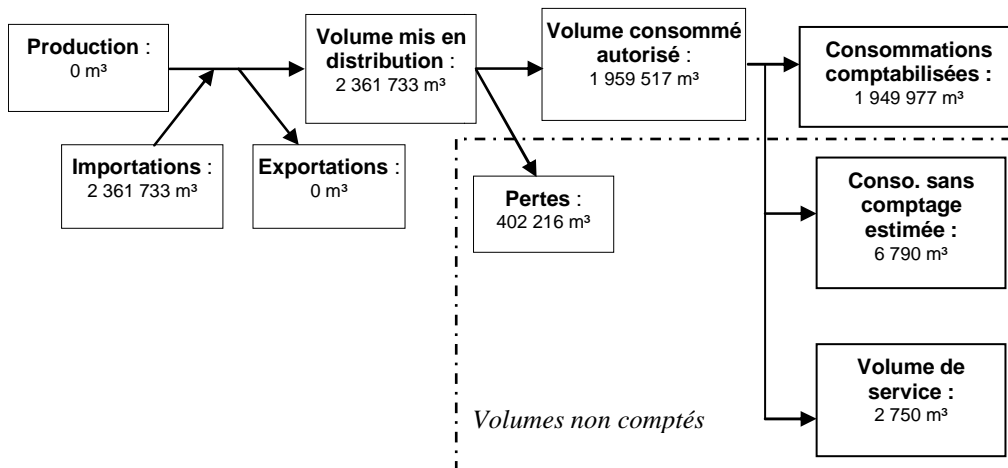 Production :
0 m³
Volume mis en
distribution :
2 361 733 m³
Volume consommé
autorisé :
1 959 517 m³
Consommations
comptabilisées :
1 949 977 m³
Importations :
2 361 733 m³
Exportations :
0 m³
Pertes :
402 216 m³
Conso. sans
comptage
estimée :
6 790 m³
Volume de
service :
2 750 m³
Volumes non comptés